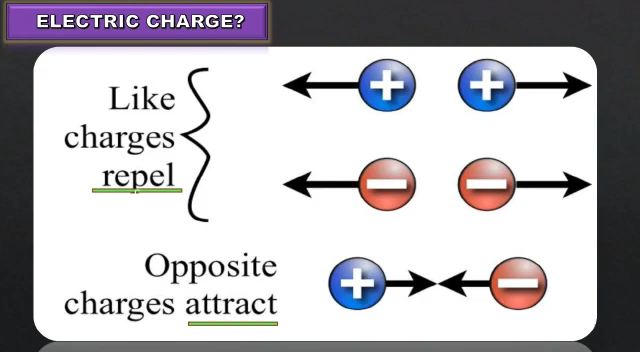 ELECTRIC CHARGE?
Like
charges
repel
Opposite
charges attract